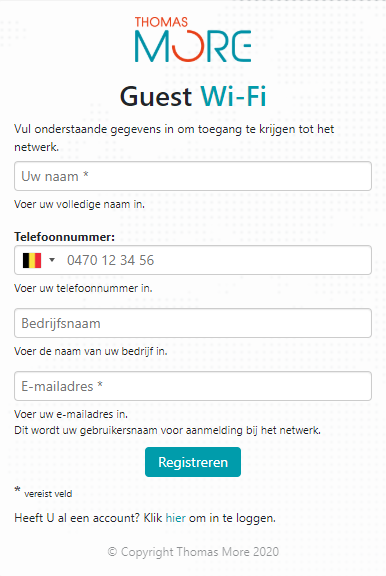 THOMAS
MORE
Guest Wi-Fi
Vul onderstaande gegevens in om toegang te krijgen tot het
netwerk.
Uw naam *
Voer uw volledige naam in.
Telefoonnummer:
0470 12 34 56
Voer uw telefoonnummer in.
Bedrijfsnaam
Voer de naam van uw bedrijf in.
E-mailadres *
Voer uw e-mailadres in.
Dit wordt uw gebruikersnaam voor aanmelding bij het netwerk.
Registreren
* vereist veld
Heeft U al een account? Klik hier om in te loggen.
© Copyright Thomas More 2020